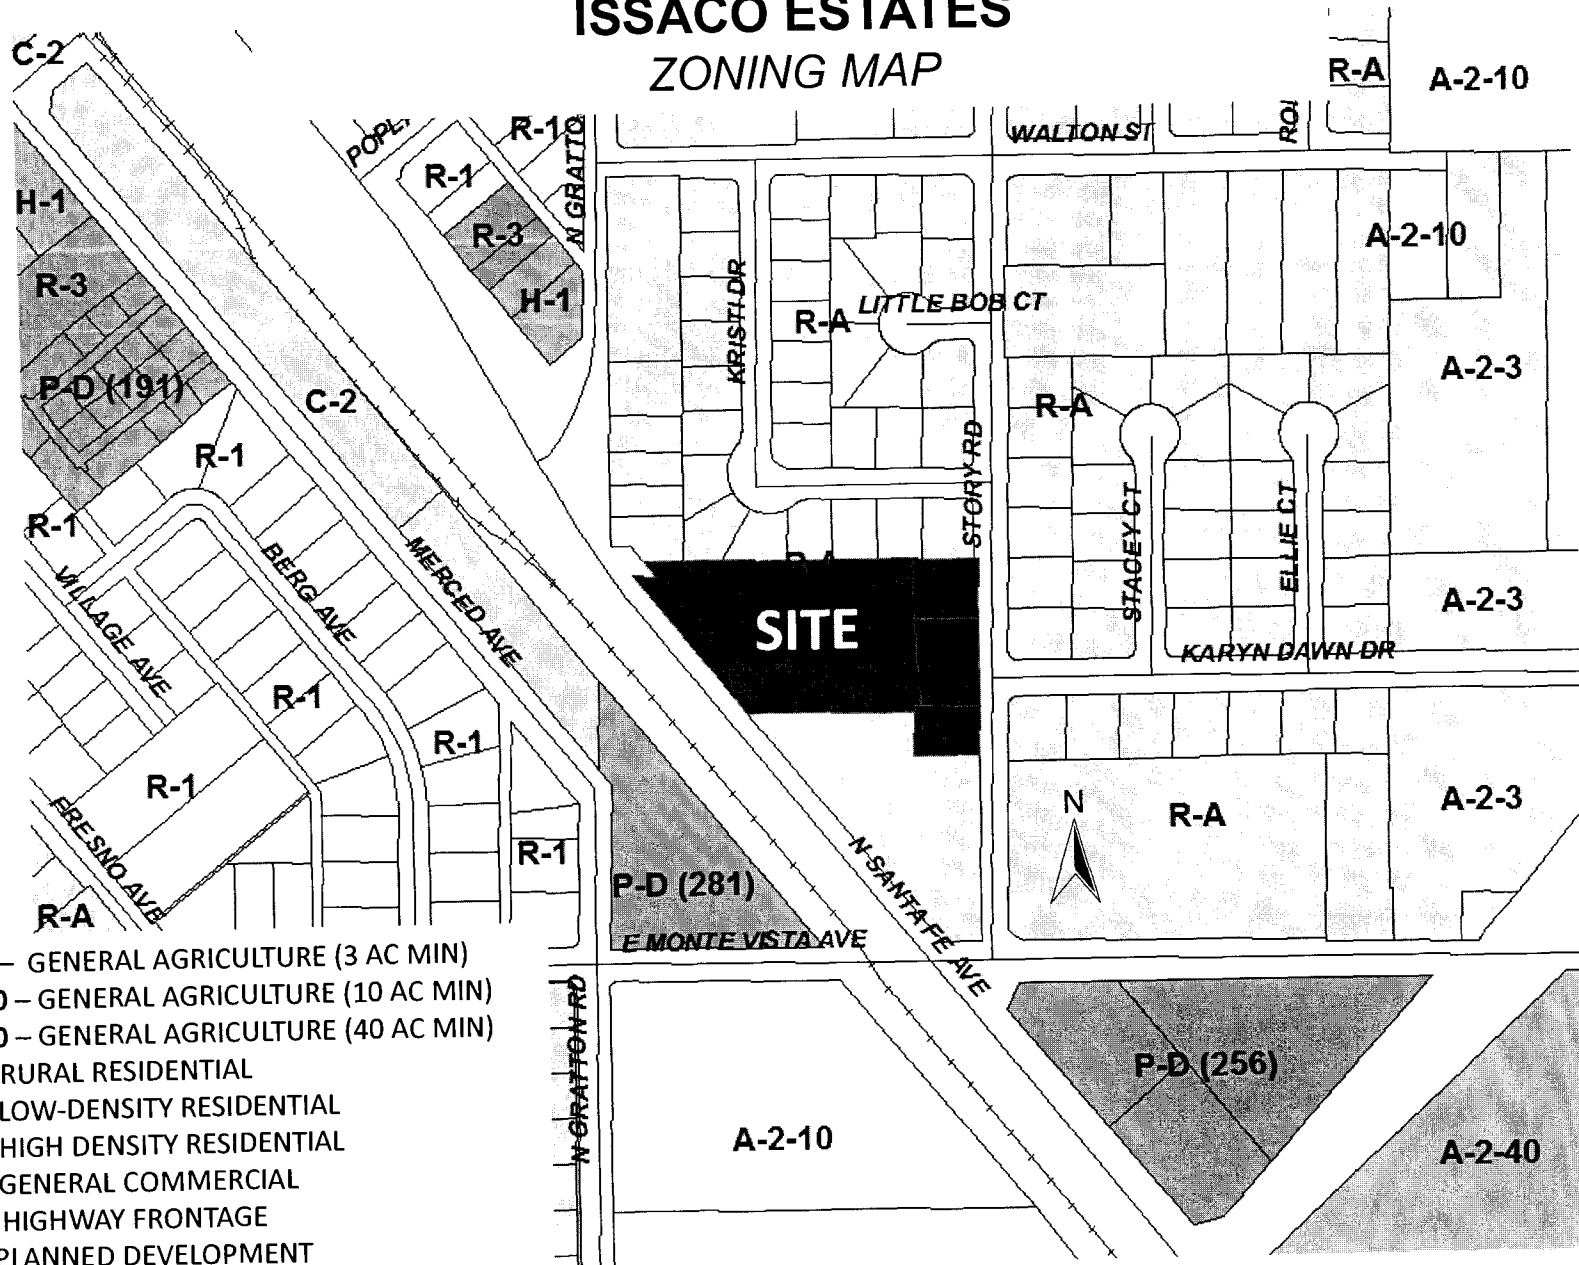 ISSACO ESTATES
ZONING MAP
C-2
R-A
A-2-10
R-1
WALTON ST
R-1
N GRATTO
H-1
R-3
A-2-10
R-3
H-1
KRISTI DR
LITTLE BOB CT
R-A
A-2-3
P-D (191)
C-2
R-A
R-1
STORY RD
R-1
STACEY CT
ELLIE CT
VILLAGE AVE
BERG AVE
MERCED AVE
R-A
SITE
A-2-3
KARYN DAWN DR
R-1
R-1
R-1
N
R-A
A-2-3
FRESNO AVE
R-1
N SANTA FE AVE
P-D (281)
R-A
E MONTE VISTA AVE
– GENERAL AGRICULTURE (3 AC MIN)
0 – GENERAL AGRICULTURE (10 AC MIN)
0 – GENERAL AGRICULTURE (40 AC MIN)
RURAL RESIDENTIAL
LOW-DENSITY RESIDENTIAL
HIGH DENSITY RESIDENTIAL
GENERAL COMMERCIAL
HIGHWAY FRONTAGE
PLANNED DEVELOPMENT
N GRATTON RD
P-D (256)
A-2-10
A-2-40